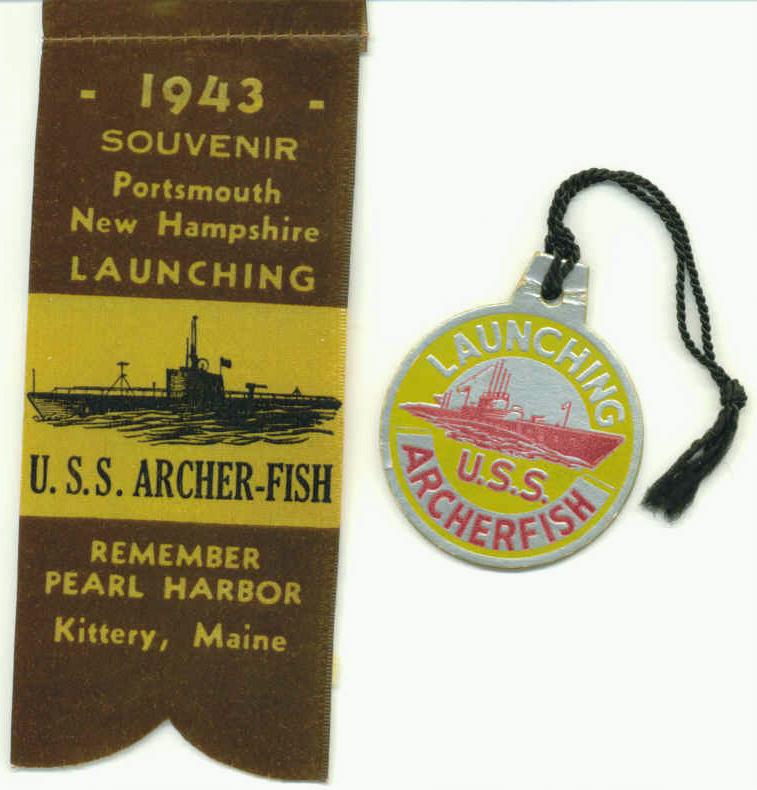 - 1943 -
SOUVENIR
Portsmouth
New Hampshire
LAUNCHING
U. S. S. ARCHER-FISH
REMEMBER
PEARL HARBOR
Kittery, Maine
LAUNCHING
U.S.S.
ARCHERFISH